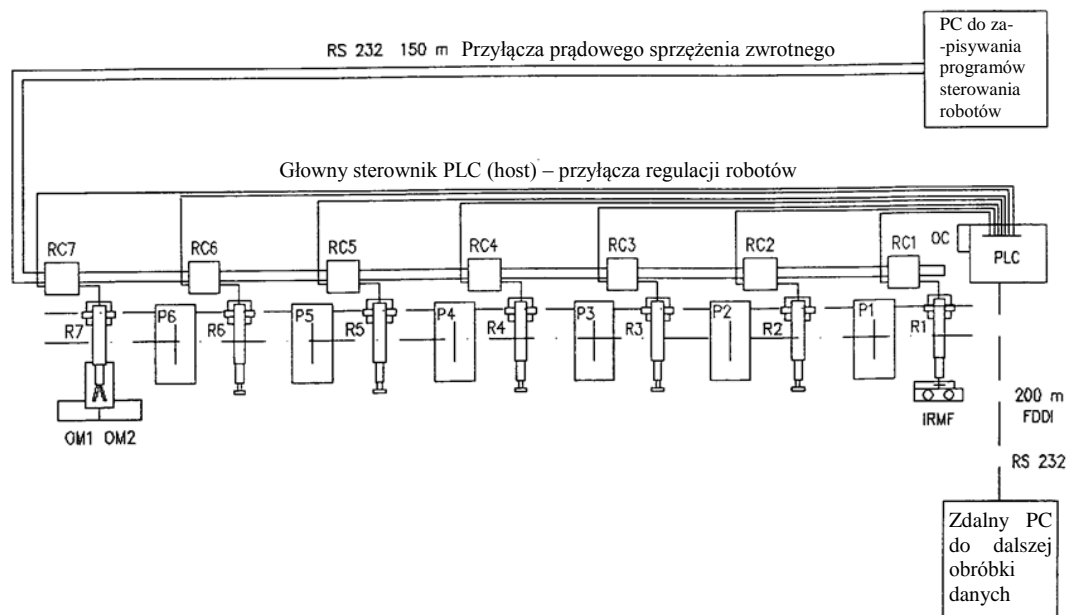 PC do za-
-pisywania
programów
sterowania
robotów
RS 232 150 m Przyłącza prądowego sprzężenia zwrotnego
Głowny sterownik PLC (host) – przyłącza regulacji robotów
RC7 RC6 RC5 RC4 RC3 RC2 RC1 OC PLC
R7 P6 R6 P5 R5 P4 R4 P3 R3 P2 R2 P1 R1
OM1 OM2
IRMF
200 m
FDDI
RS 232
Zdalny PC
do dalszej
obróbki
danych